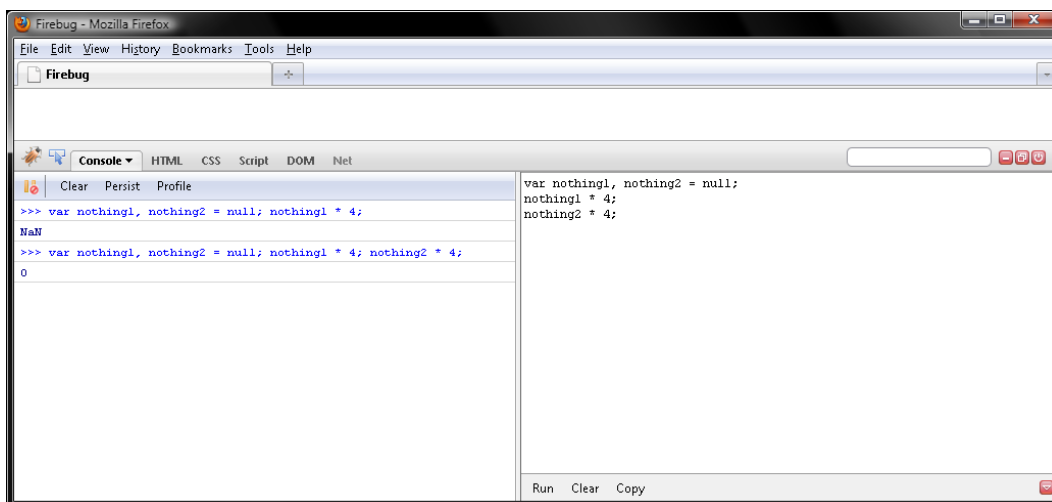 Firebug - Mozilla Firefox
File Edit View History Bookmarks Tools Help
Firebug
Console HTML CSS Script DOM Net
Clear Persist Profile
>>> var nothing1, nothing2 = null; nothing1 * 4;
NaN
>>> var nothing1, nothing2 = null; nothing1 * 4; nothing2 * 4;
0
var nothing1, nothing2 = null;
nothing1 * 4;
nothing2 * 4;
Run Clear Copy